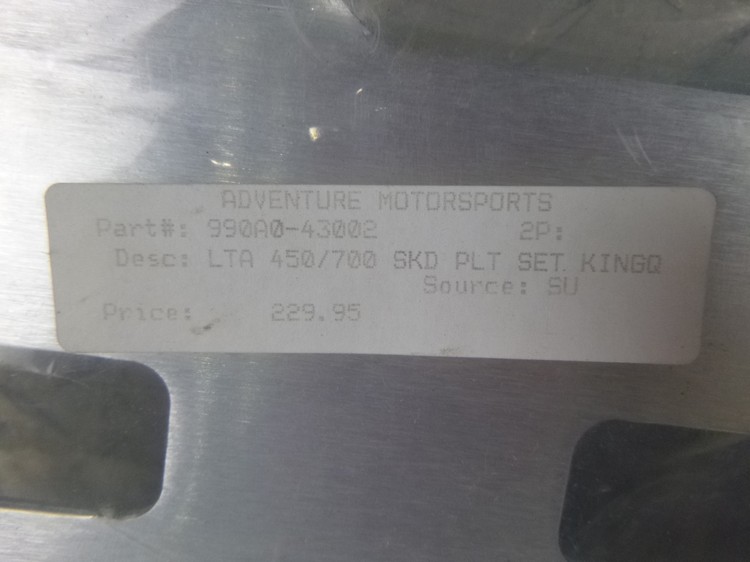 ADVENTURE MOTORSPORTS
Part#: 990A0-43002 2P:
Desc: LTA 450/700 SKD PLT SET KINGQ
Source: SU
Price: 229.95